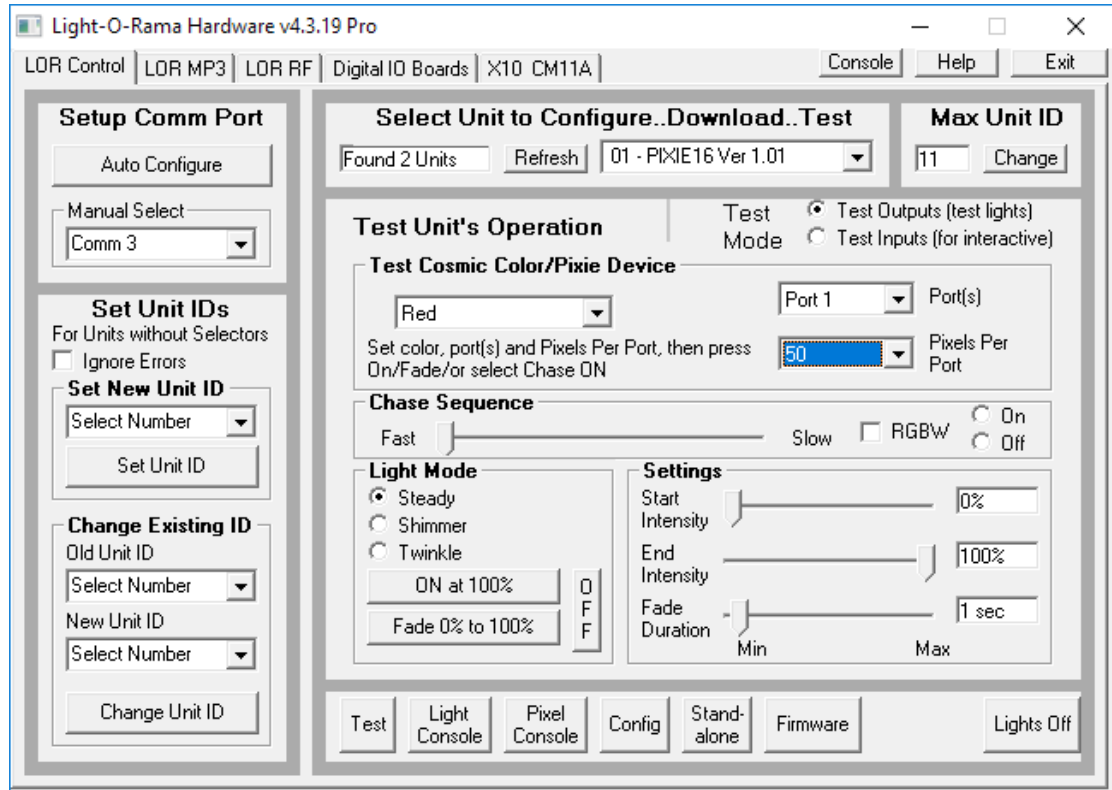 Light-O-Rama Hardware v4.3.19 Pro
LOR Control LOR MP3 LOR RF Digital IO Boards X10 CM11A Console Help Exit
Setup Comm Port
Auto Configure
Manual Select
Comm 3
Set Unit IDs
For Units without Selectors
Ignore Errors
Set New Unit ID
Select Number
Set Unit ID
Change Existing ID
Old Unit ID
Select Number
New Unit ID
Select Number
Change Unit ID
Select Unit to Configure..Download..Test
Found 2 Units Refresh 01 - PIXIE16 Ver 1.01
Max Unit ID
11 Change
Test Unit's Operation
Test
Mode
Test Outputs (test lights)
Test Inputs (for interactive)
Test Cosmic Color/Pixie Device
Red
Port 1 Port(s)
Set color, port(s) and Pixels Per Port, then press
On/Fade/or select Chase ON
50
Pixels Per
Port
Chase Sequence
Fast Slow RGBW
On
Off
Light Mode
Steady
Shimmer
Twinkle
ON at 100%
Fade 0% to 100%
O
F
F
Settings
Start
Intensity
0%
End
Intensity
100%
Fade
Duration
1 sec
Min Max
Test
Light
Console
Pixel
Console
Config
Stand-
alone
Firmware
Lights Off